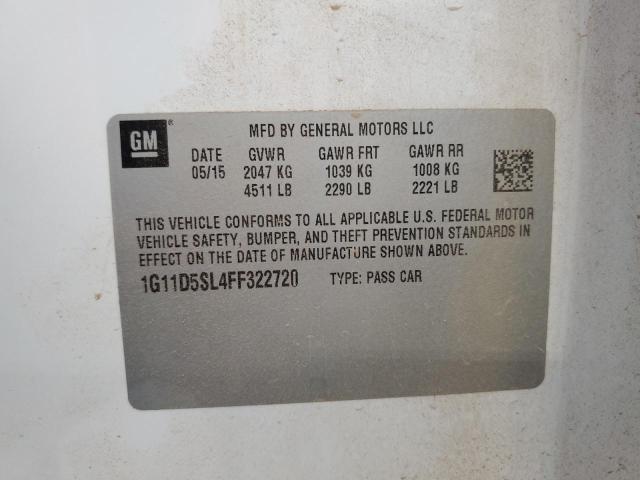 GM®
MFD BY GENERAL MOTORS LLC
DATE GVWR GAWR FRT GAWR RR
05/15 2047 KG 1039 KG 1008 KG
4511 LB 2290 LB 2221 LB
THIS VEHICLE CONFORMS TO ALL APPLICABLE U.S. FEDERAL MOTOR
VEHICLE SAFETY, BUMPER, AND THEFT PREVENTION STANDARDS IN
EFFECT ON THE DATE OF MANUFACTURE SHOWN ABOVE.
1G11D5SL4FF322720 TYPE: PASS CAR